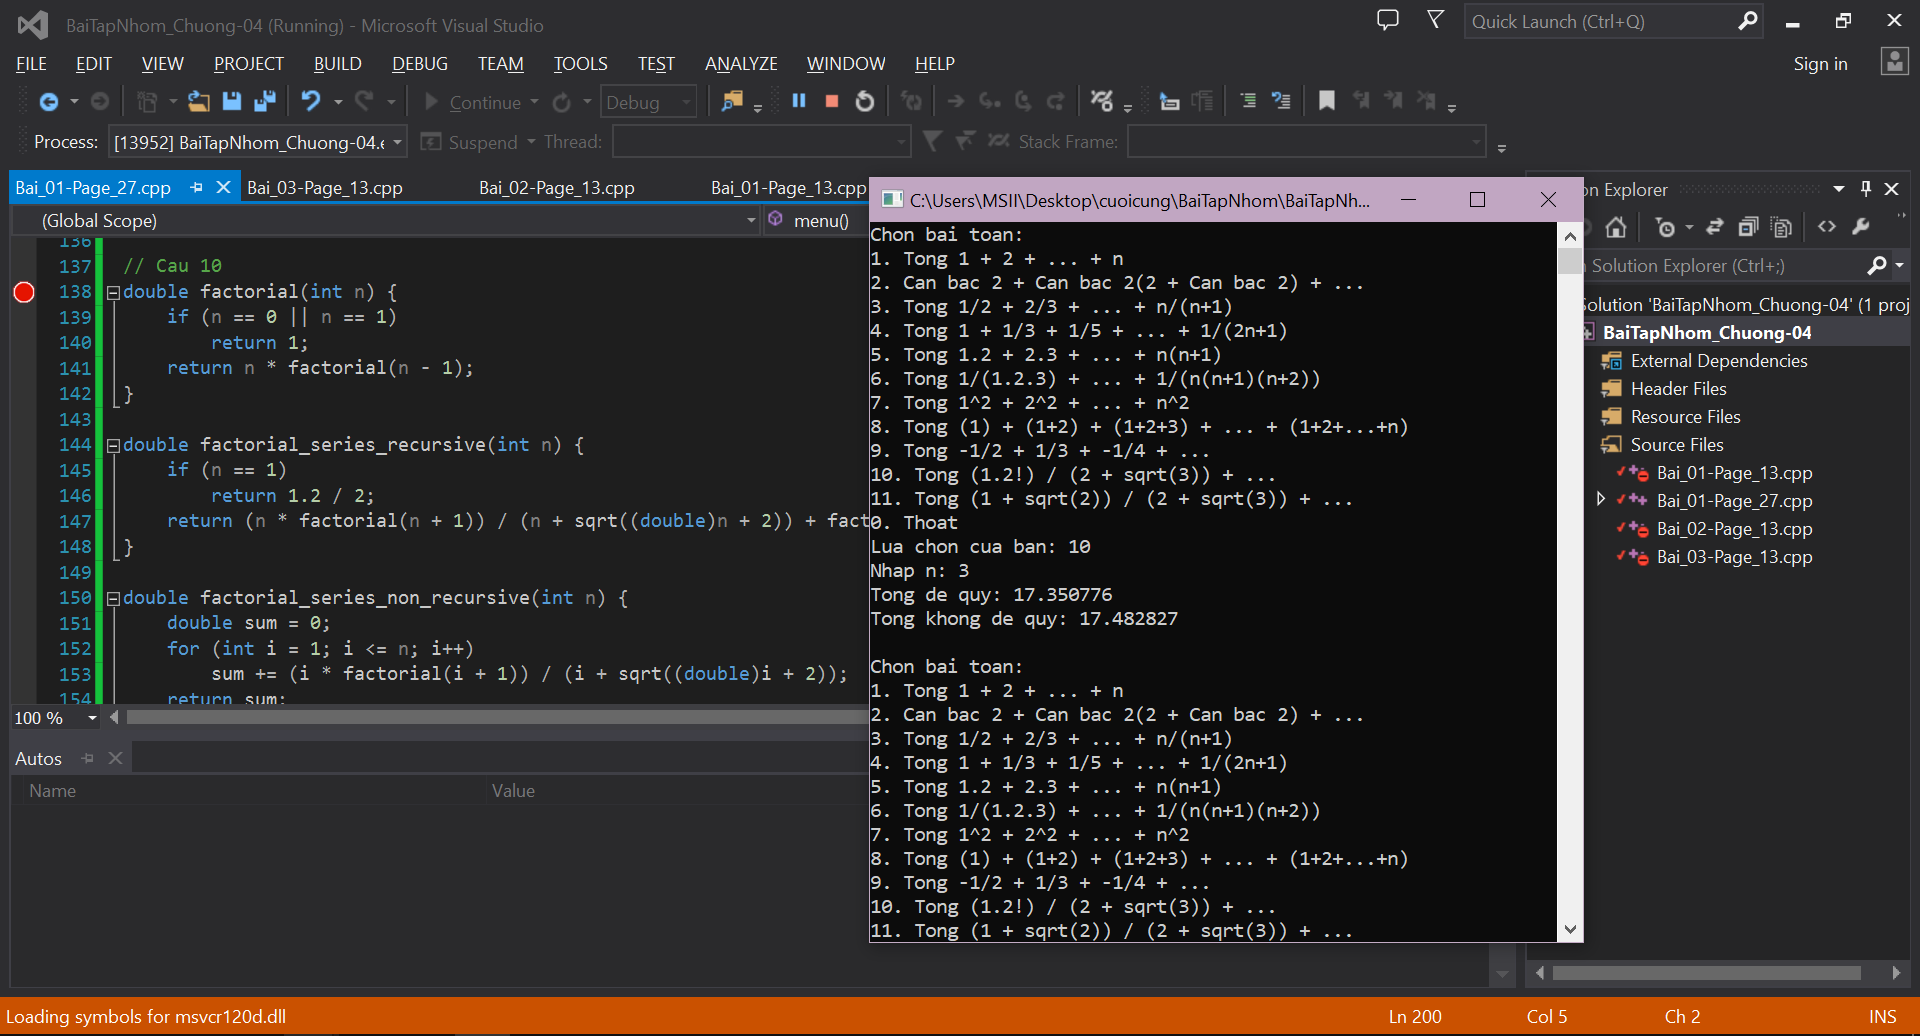 BaiTapNhom_Chuong-04 (Running) - Microsoft Visual Studio
Quick Launch (Ctrl+Q)
FILE EDIT VIEW PROJECT BUILD DEBUG TEAM TOOLS TEST ANALYZE WINDOW HELP
Sign in
Continue
Debug
Process: [13952] BaiTapNhom_Chuong-04.e
Suspend Thread:
Stack Frame:
Bai_01-Page_27.cpp Bai_03-Page_13.cpp Bai_02-Page_13.cpp Bai_01-Page_13.cpp
(Global Scope) menu()
136
137 // Cau 10
138 double factorial(int n) {
139 if (n == 0 || n == 1)
140 return 1;
141 return n * factorial(n - 1);
142 }
143
144 double factorial_series_recursive(int n) {
145 if (n == 1)
146 return 1.2 / 2;
147 return (n * factorial(n + 1)) / (n + sqrt((double)n + 2)) + fact
148 }
149
150 double factorial_series_non_recursive(int n) {
151 double sum = 0;
152 for (int i = 1; i <= n; i++)
153 sum += (i * factorial(i + 1)) / (i + sqrt((double)i + 2));
154 return sum;
100 %
Autos
Name Value
C:\Users\MSII\Desktop\cuoicung\BaiTapNhom\BaiTapNh...
Chon bai toan:
1. Tong 1 + 2 + ... + n
2. Can bac 2 + Can bac 2(2 + Can bac 2) + ...
3. Tong 1/2 + 2/3 + ... + n/(n+1)
4. Tong 1 + 1/3 + 1/5 + ... + 1/(2n+1)
5. Tong 1.2 + 2.3 + ... + n(n+1)
6. Tong 1/(1.2.3) + ... + 1/(n(n+1)(n+2))
7. Tong 1^2 + 2^2 + ... + n^2
8. Tong (1) + (1+2) + (1+2+3) + ... + (1+2+...+n)
9. Tong -1/2 + 1/3 + -1/4 + ...
10. Tong (1.2!) / (2 + sqrt(3)) + ...
11. Tong (1 + sqrt(2)) / (2 + sqrt(3)) + ...
0. Thoat
Lua chon cua ban: 10
Nhap n: 3
Tong de quy: 17.350776
Tong khong de quy: 17.482827
Chon bai toan:
1. Tong 1 + 2 + ... + n
2. Can bac 2 + Can bac 2(2 + Can bac 2) + ...
3. Tong 1/2 + 2/3 + ... + n/(n+1)
4. Tong 1 + 1/3 + 1/5 + ... + 1/(2n+1)
5. Tong 1.2 + 2.3 + ... + n(n+1)
6. Tong 1/(1.2.3) + ... + 1/(n(n+1)(n+2))
7. Tong 1^2 + 2^2 + ... + n^2
8. Tong (1) + (1+2) + (1+2+3) + ... + (1+2+...+n)
9. Tong -1/2 + 1/3 + -1/4 + ...
10. Tong (1.2!) / (2 + sqrt(3)) + ...
11. Tong (1 + sqrt(2)) / (2 + sqrt(3)) + ...
on Explorer
Solution Explorer (Ctrl+;)
Solution 'BaiTapNhom_Chuong-04' (1 proj
BaiTapNhom_Chuong-04
External Dependencies
Header Files
Resource Files
Source Files
Bai_01-Page_13.cpp
Bai_01-Page_27.cpp
Bai_02-Page_13.cpp
Bai_03-Page_13.cpp
Loading symbols for msvcr120d.dll
Ln 200 Col 5 Ch 2 INS